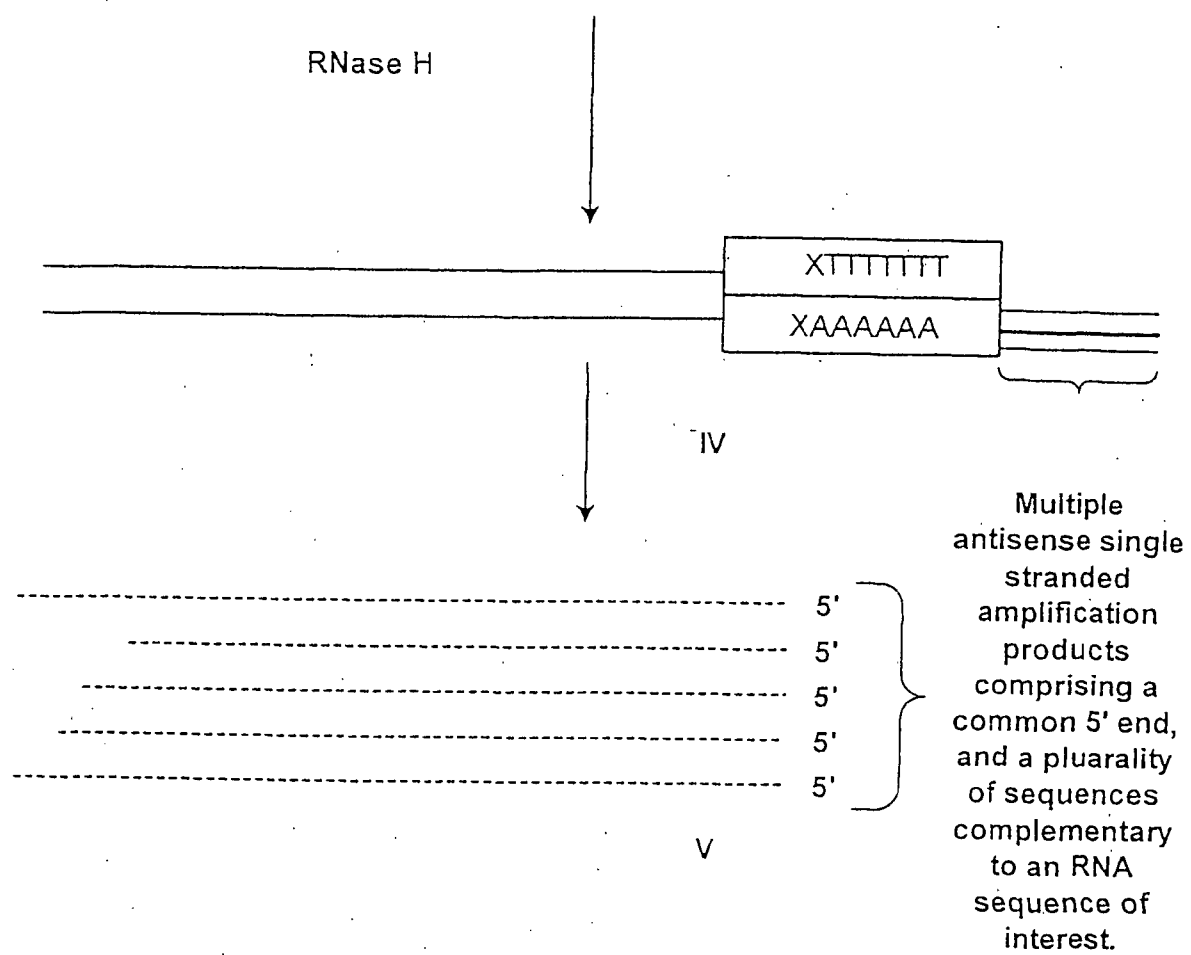 RNase H
XTTTTTTT
XAAAAAA
IV
Multiple
antisense single
stranded
amplification
products
comprising a
common 5' end,
and a pluarality
of sequences
complementary
to an RNA
sequence of
interest.
5'
5'
5'
5'
5'
V